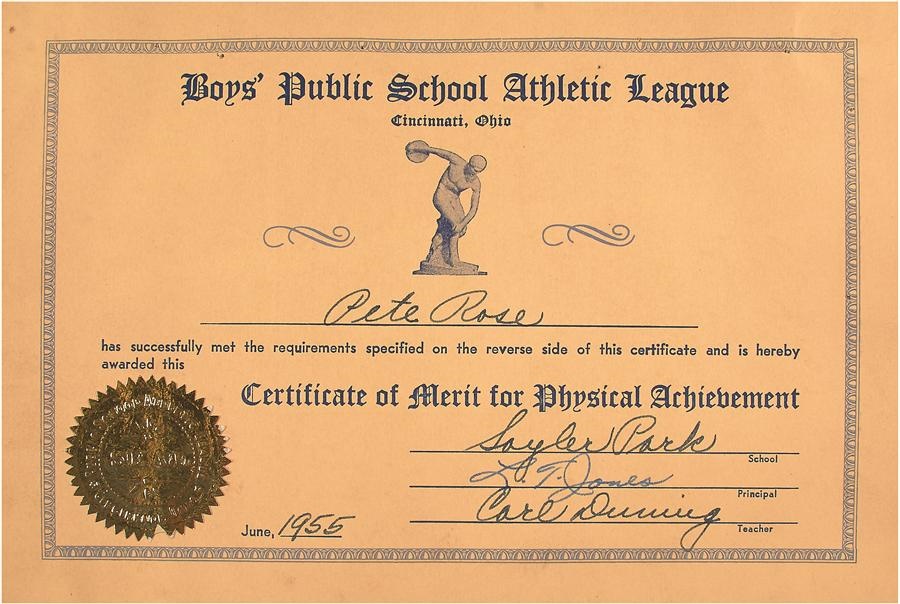 Boys' Public School Athletic League
Cincinnati, Ohio
Pete Rose
has successfully met the requirements specified on the reverse side of this certificate and is hereby
awarded this
Certificate of Merit for Physical Achievement
Sayler Park
School
L. T. Jones
Principal
Carl
Teacher
June, 1955